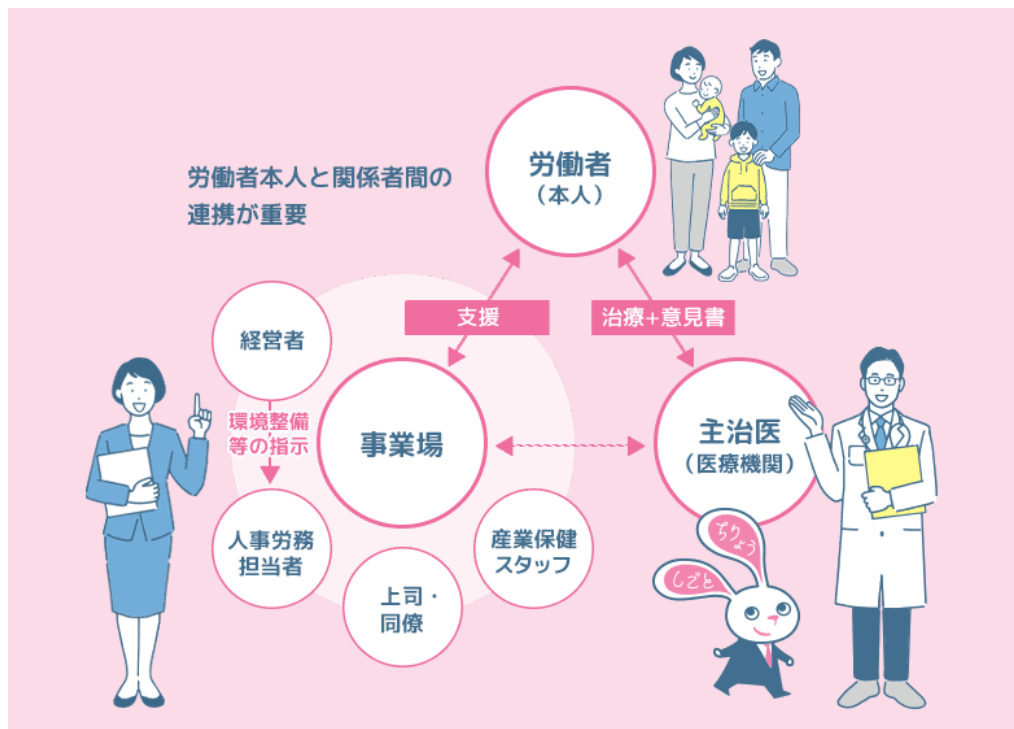 労働者
（本人）
労働者本人と関係者間の
連携が重要
支援
治療+意見書
経営者
環境整備
等の指示
事業場
主治医
（医療機関）
人事労務
担当者
上司・
同僚
産業保健
スタッフ
ちりょう
しごと